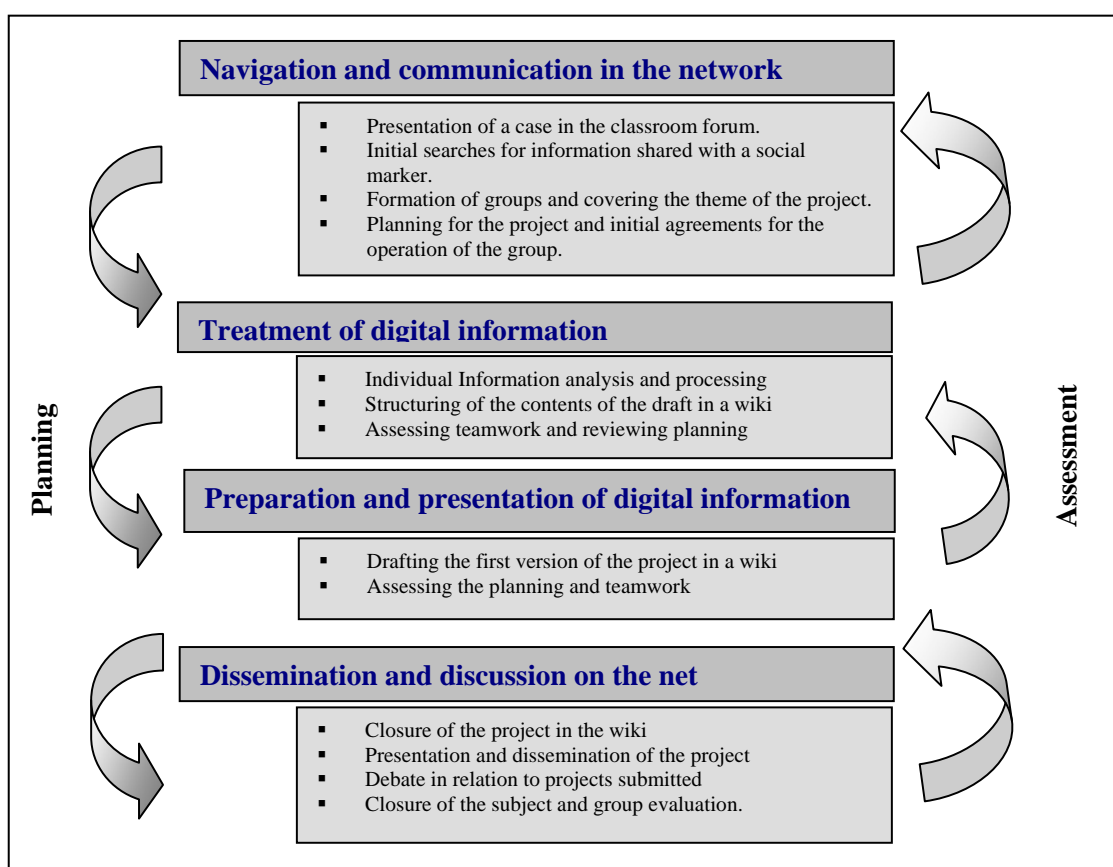 Navigation and communication in the network
▪ Presentation of a case in the classroom forum.
▪ Initial searches for information shared with a social
marker.
▪ Formation of groups and covering the theme of the project.
▪ Planning for the project and initial agreements for the
operation of the group.
Treatment of digital information
▪ Individual Information analysis and processing
▪ Structuring of the contents of the draft in a wiki
▪ Assessing teamwork and reviewing planning
Planning
Assessment
Preparation and presentation of digital information
▪ Drafting the first version of the project in a wiki
▪ Assessing the planning and teamwork
Dissemination and discussion on the net
▪ Closure of the project in the wiki
▪ Presentation and dissemination of the project
▪ Debate in relation to projects submitted
▪ Closure of the subject and group evaluation.